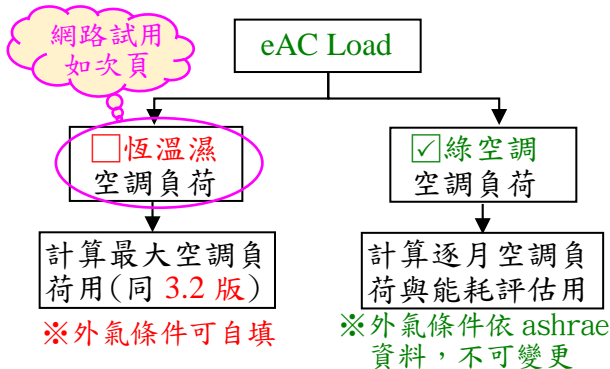 網路試用
如次頁
eAC Load
□恆溫濕
空調負荷
☑綠空調
空調負荷
計算最大空調負
荷用(同 3.2 版)
※外氣條件可自填
計算逐月空調負
荷與能耗評估用
※外氣條件依 ashrae
資料，不可變更